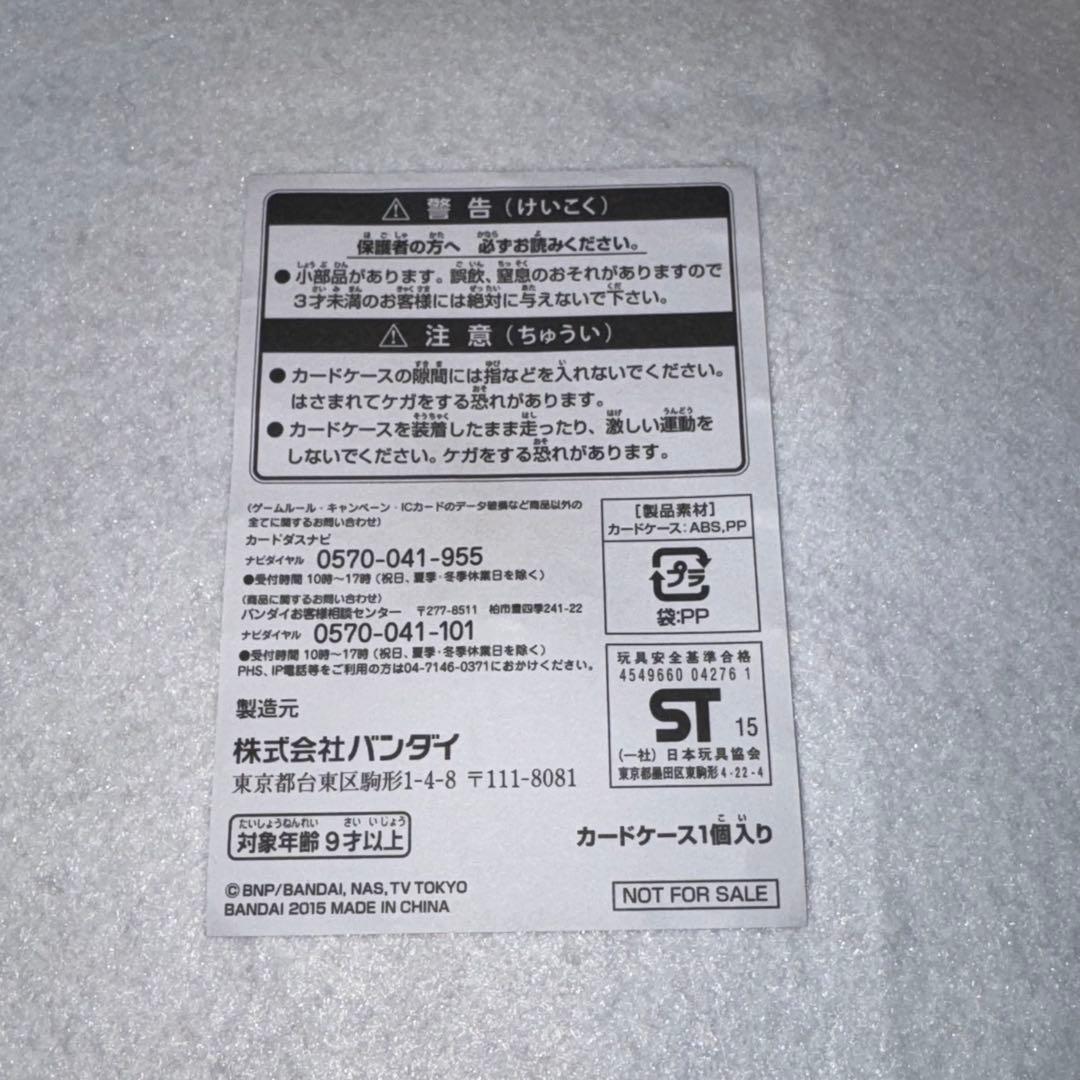 ⚠ 警告(けいこく)
保護者の方へ 必ずお読みください。
●小部品があります。誤飲、窒息のおそれがありますので
3才未満のお客様には絶対に与えないで下さい。
⚠ 注意(ちゅうい)
●カードケースの隙間には指などを入れないでください。
はさまれてケガをする恐れがあります。
●カードケースを装着したまま走ったり、激しい運動を
しないでください。ケガをする恐れがあります。
(ゲームルール・キャンペーン・ICカードのデータ破損など商品以外の
全てに関するお問い合わせ)
カードダスナビ
ナビダイヤル 0570-041-955
●受付時間 10時〜17時(祝日、夏季・冬季休業日を除く)
(商品に関するお問い合わせ)
バンダイお客様相談センター 〒277-8511 柏市豊四季241-22
ナビダイヤル 0570-041-101
●受付時間 10時〜17時(祝日、夏季・冬季休業日を除く)
PHS、IP電話等をご利用の方は04-7146-0371におかけください。
[製品素材]
カードケース:ABS,PP
プラ
袋:PP
玩具安全基準合格
4549660 04276 1
ST 15
(一社)日本玩具協会
東京都墨田区東駒形4-22-4
製造元
株式会社バンダイ
東京都台東区駒形1-4-8 〒111-8081
対象年齢 9才以上
カードケース1個入り
©BNP/BANDAI, NAS, TV TOKYO
BANDAI 2015 MADE IN CHINA
NOT FOR SALE